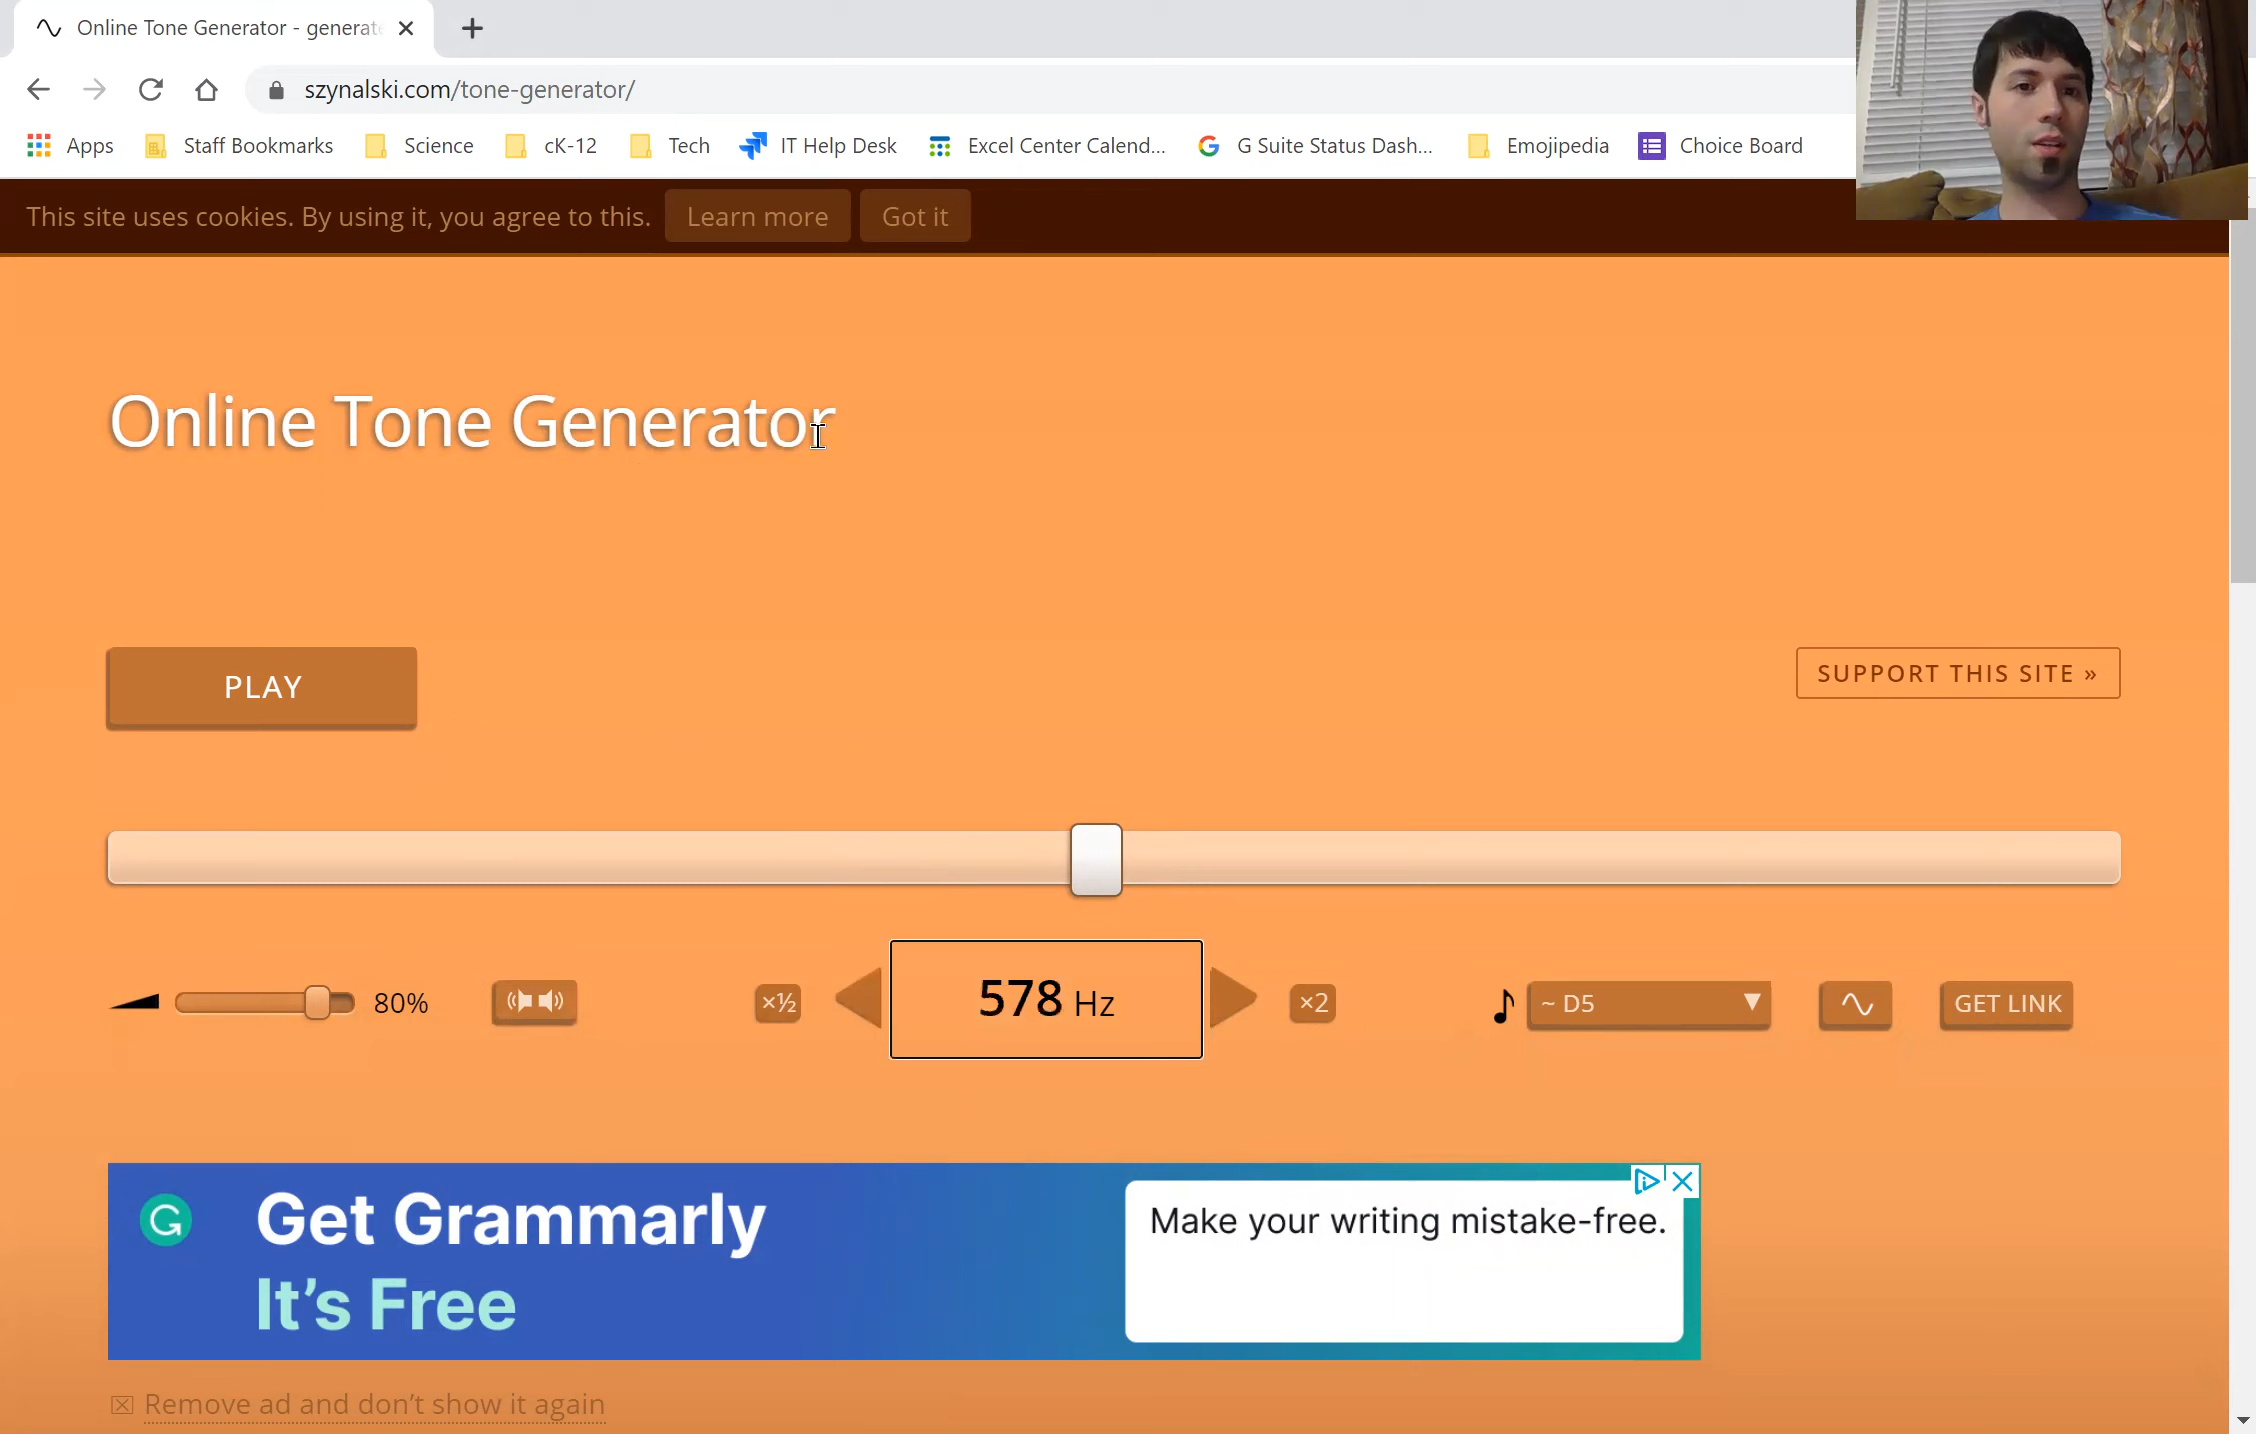 Online Tone Generator - generat
szynalski.com/tone-generator/
Apps Staff Bookmarks Science cK-12 Tech IT Help Desk Excel Center Calend... G Suite Status Dash... Emojipedia Choice Board
This site uses cookies. By using it, you agree to this. Learn more Got it
Online Tone Generator
PLAY
SUPPORT THIS SITE »
80% ×½ 578 Hz ×2 ~ D5 GET LINK
Get Grammarly
It's Free
Make your writing mistake-free.
Remove ad and don't show it again